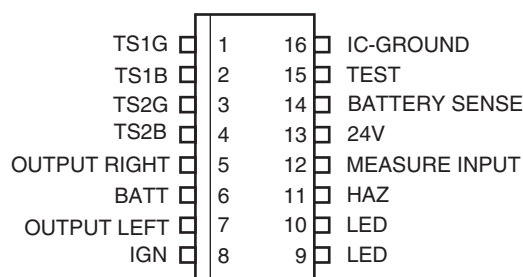 TS1G 1 16 IC-GROUND
TS1B 2 15 TEST
TS2G 3 14 BATTERY SENSE
TS2B 4 13 24V
OUTPUT RIGHT 5 12 MEASURE INPUT
BATT 6 11 HAZ
OUTPUT LEFT 7 10 LED
IGN 8 9 LED